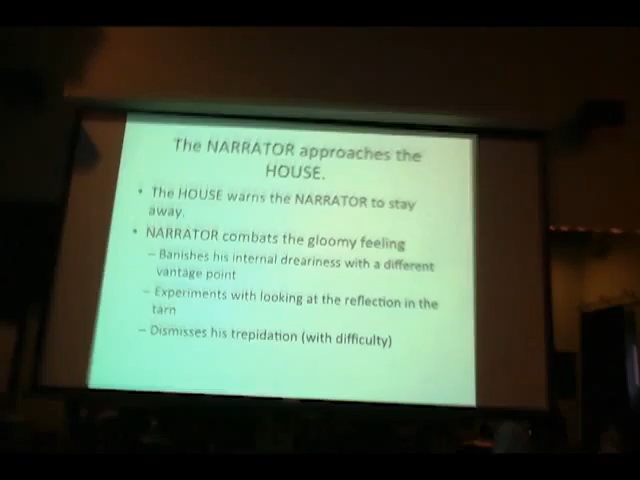 The NARRATOR approaches the
HOUSE.
• The HOUSE warns the NARRATOR to stay
away.
• NARRATOR combats the gloomy feeling
– Banishes his internal dreariness with a different
vantage point
– Experiments with looking at the reflection in the
tarn
– Dismisses his trepidation (with difficulty)